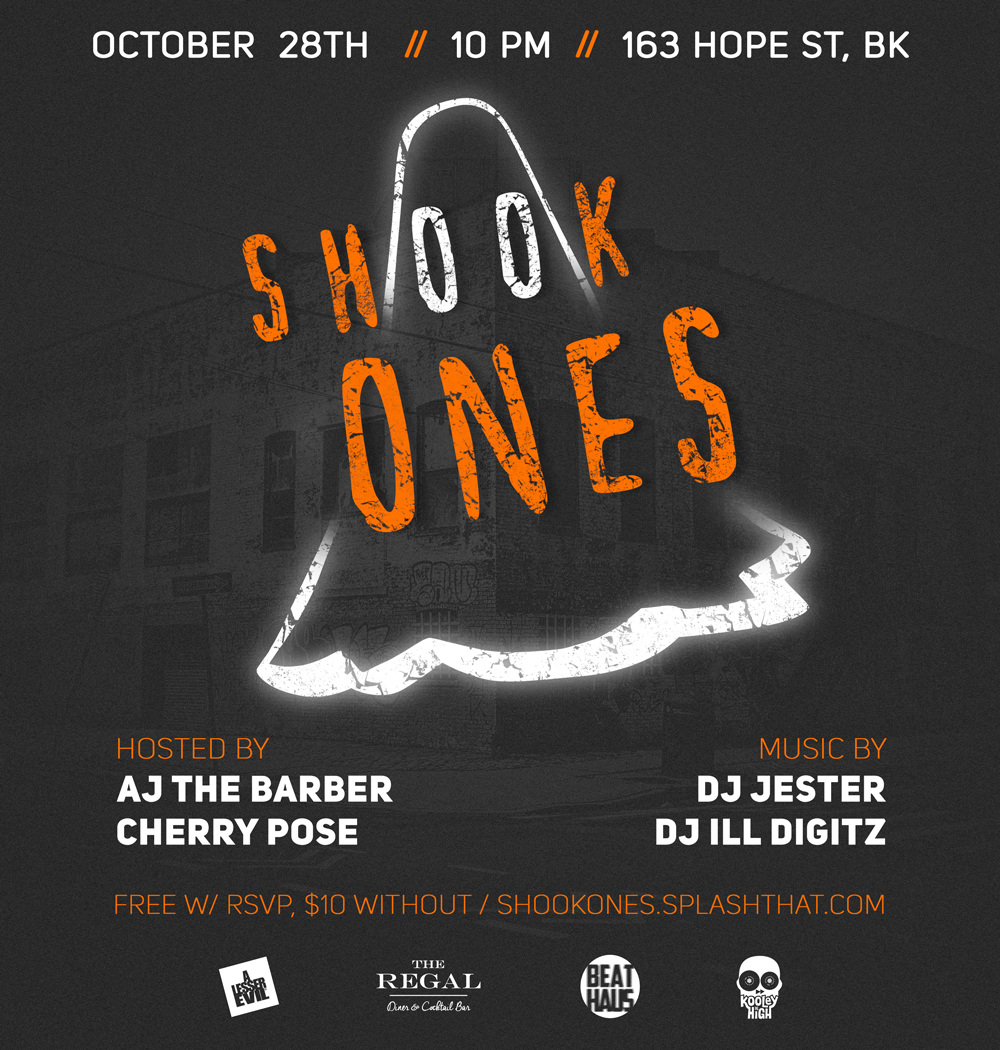 OCTOBER 28TH // 10 PM // 163 HOPE ST, BK
SHOOK
ONES
HOSTED BY
AJ THE BARBER
CHERRY POSE
MUSIC BY
DJ JESTER
DJ ILL DIGITZ
FREE W/ RSVP, $10 WITHOUT / SHOOKONES.SPLASHTHAT.COM
A
LESSER
EVIL
THE
REGAL
Diner & Cocktail Bar
BEAT
HAUS
KOOLEY
HIGH